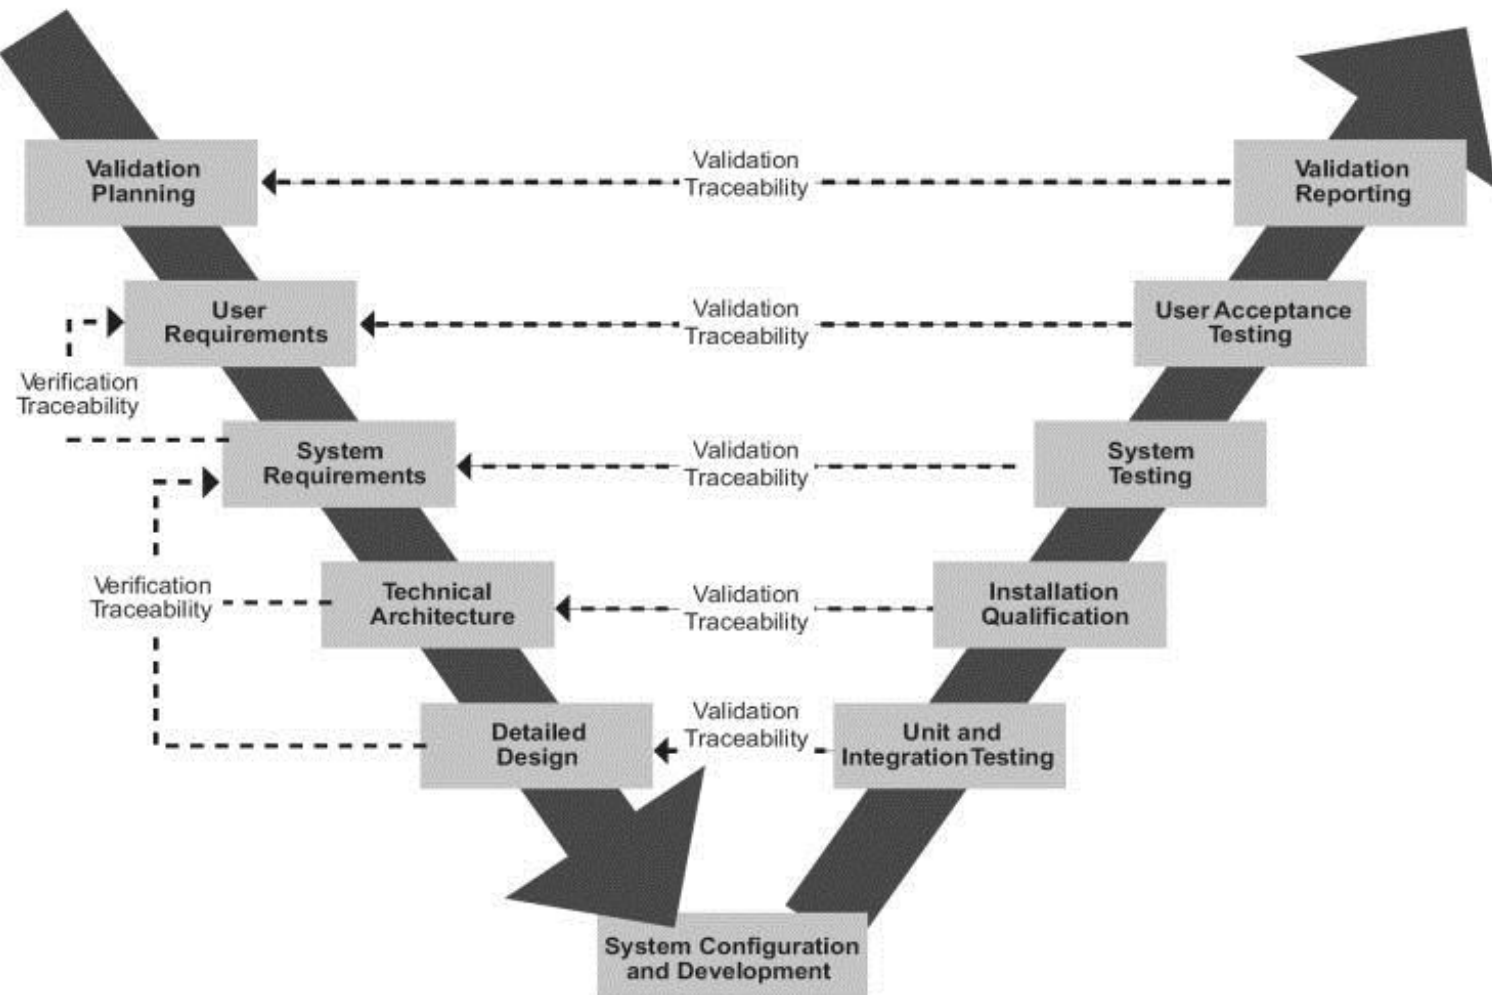 Validation
Planning
Validation
Traceability
Validation
Reporting
User
Requirements
Validation
Traceability
User Acceptance
Testing
Verification
Traceability
System
Requirements
Validation
Traceability
System
Testing
Verification
Traceability
Technical
Architecture
Validation
Traceability
Installation
Qualification
Detailed
Design
Validation
Traceability
Unit and
Integration Testing
System Configuration
and Development